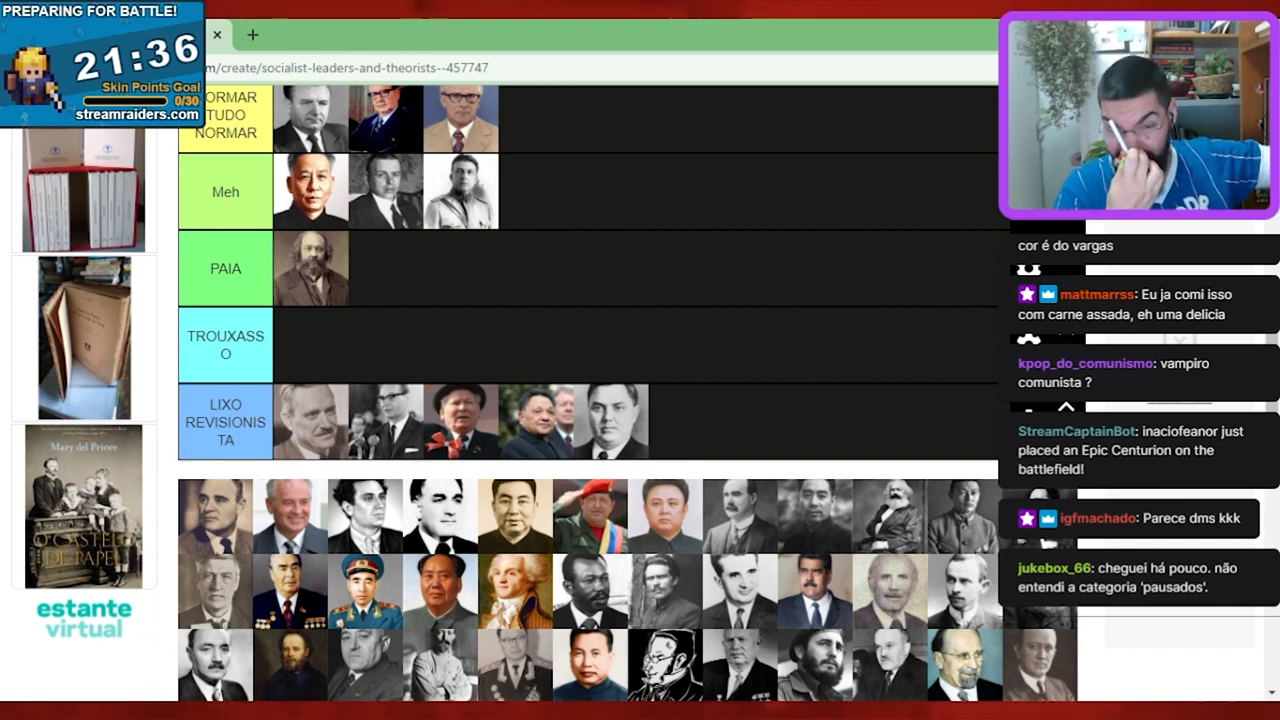 PREPARING FOR BATTLE!
21:36
Skin Points Goal
0/30
streamraiders.com
m/create/socialist-leaders-and-theorists--457747
ORMAR
TUDO
NORMAR
Meh
PAIA
TROUXASS
O
LIXO
REVISIONIS
TA
Mary del Priore
O CASTELO
DE PAPEL
estante
virtual
cor é do vargas
mattmarrss: Eu ja comi isso
com carne assada, eh uma delicia
kpop_do_comunismo: vampiro
comunista ?
StreamCaptainBot: inaciofeanor just
placed an Epic Centurion on the
battlefield!
igfmachado: Parece dms kkk
jukebox_66: cheguei há pouco. não
entendi a categoria 'pausados'.